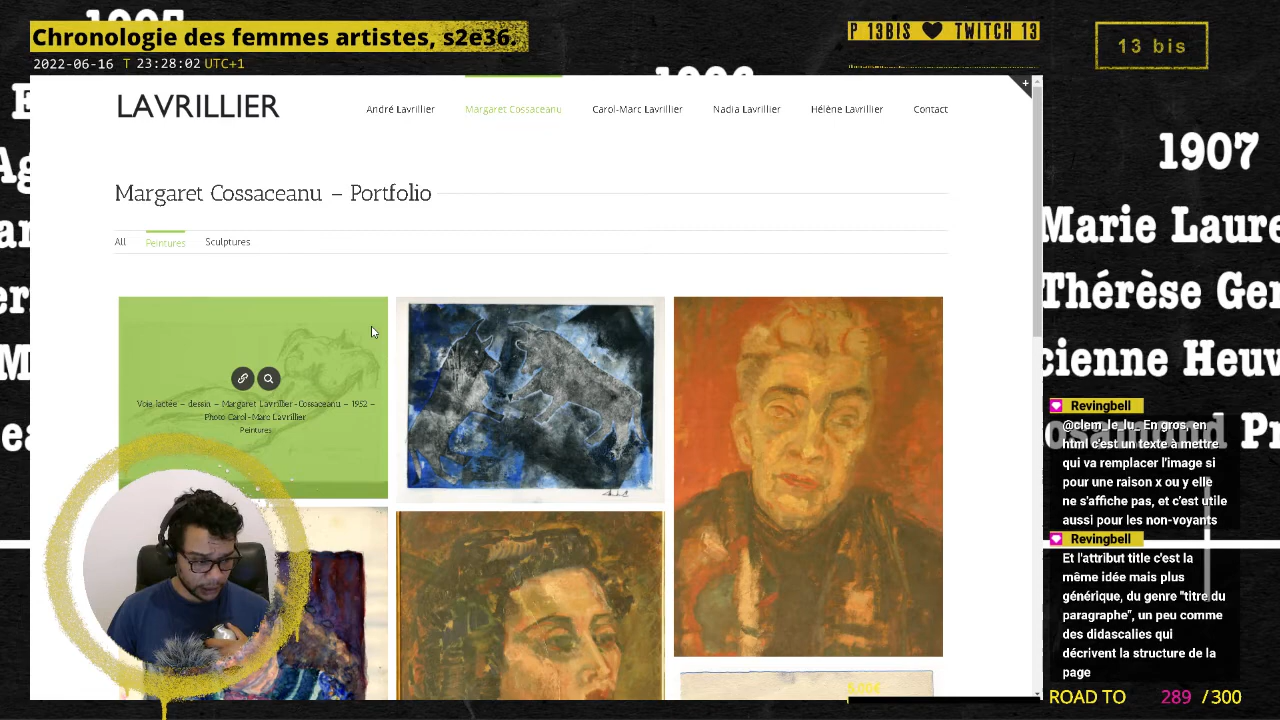 Chronologie des femmes artistes, s2e36.
2022-06-16 T 23:28:02 UTC+1
P 13BIS TWITCH 13
13 bis
LAVRILLIER
André Lavrillier
Margaret Cossaceanu
Carol-Marc Lavrillier
Nadia Lavrillier
Hélène Lavrillier
Contact
Margaret Cossaceanu – Portfolio
All
Peintures
Sculptures
Voie lactée – dessin – Margaret Lavrillier-Cossaceanu – 1952 –
Photo Carol-Marc Lavrillier
Peintures
1907
Marie Laure
Thérèse Ger
cienne Heuv
Revingbell
@clem_le_lu_ En gros, en
html c'est un texte à mettre
qui va remplacer l'image si
pour une raison x ou y elle
ne s'affiche pas, et c'est utile
aussi pour les non-voyants
Revingbell
Et l'attribut title c'est la
même idée mais plus
générique, du genre "titre du
paragraphe", un peu comme
des didascalies qui
décrivent la structure de la
page
ROAD TO 289 /300